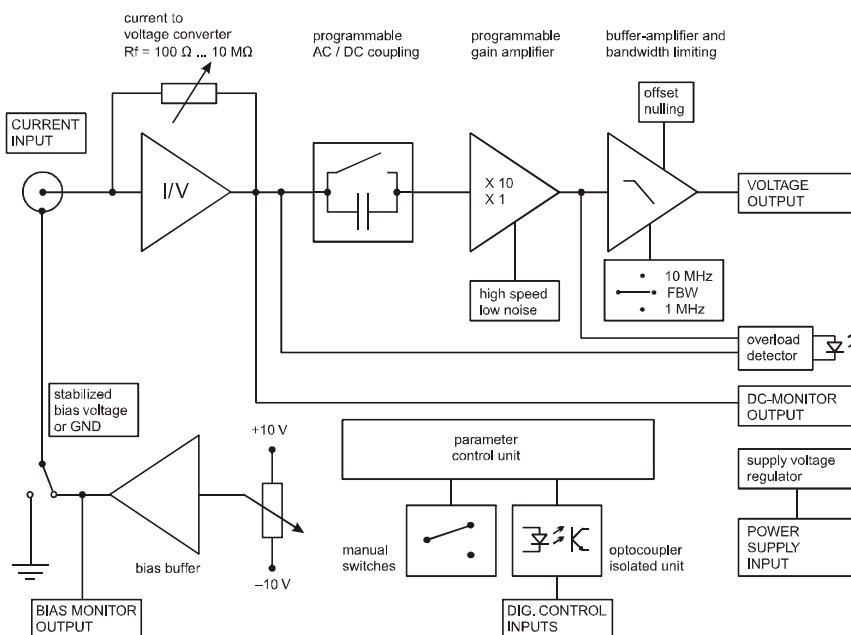 current to
voltage converter
Rf = 100 Ω ... 10 MΩ
programmable
AC / DC coupling
programmable
gain amplifier
buffer-amplifier and
bandwidth limiting
offset
nulling
CURRENT
INPUT
I/V
X 10
X 1
VOLTAGE
OUTPUT
high speed
low noise
10 MHz
FBW
1 MHz
overload
detector
stabilized
bias voltage
or GND
DC-MONITOR
OUTPUT
+10 V
parameter
control unit
supply voltage
regulator
manual
switches
optocoupler
isolated unit
POWER
SUPPLY
INPUT
bias buffer
–10 V
BIAS MONITOR
OUTPUT
DIG. CONTROL
INPUTS